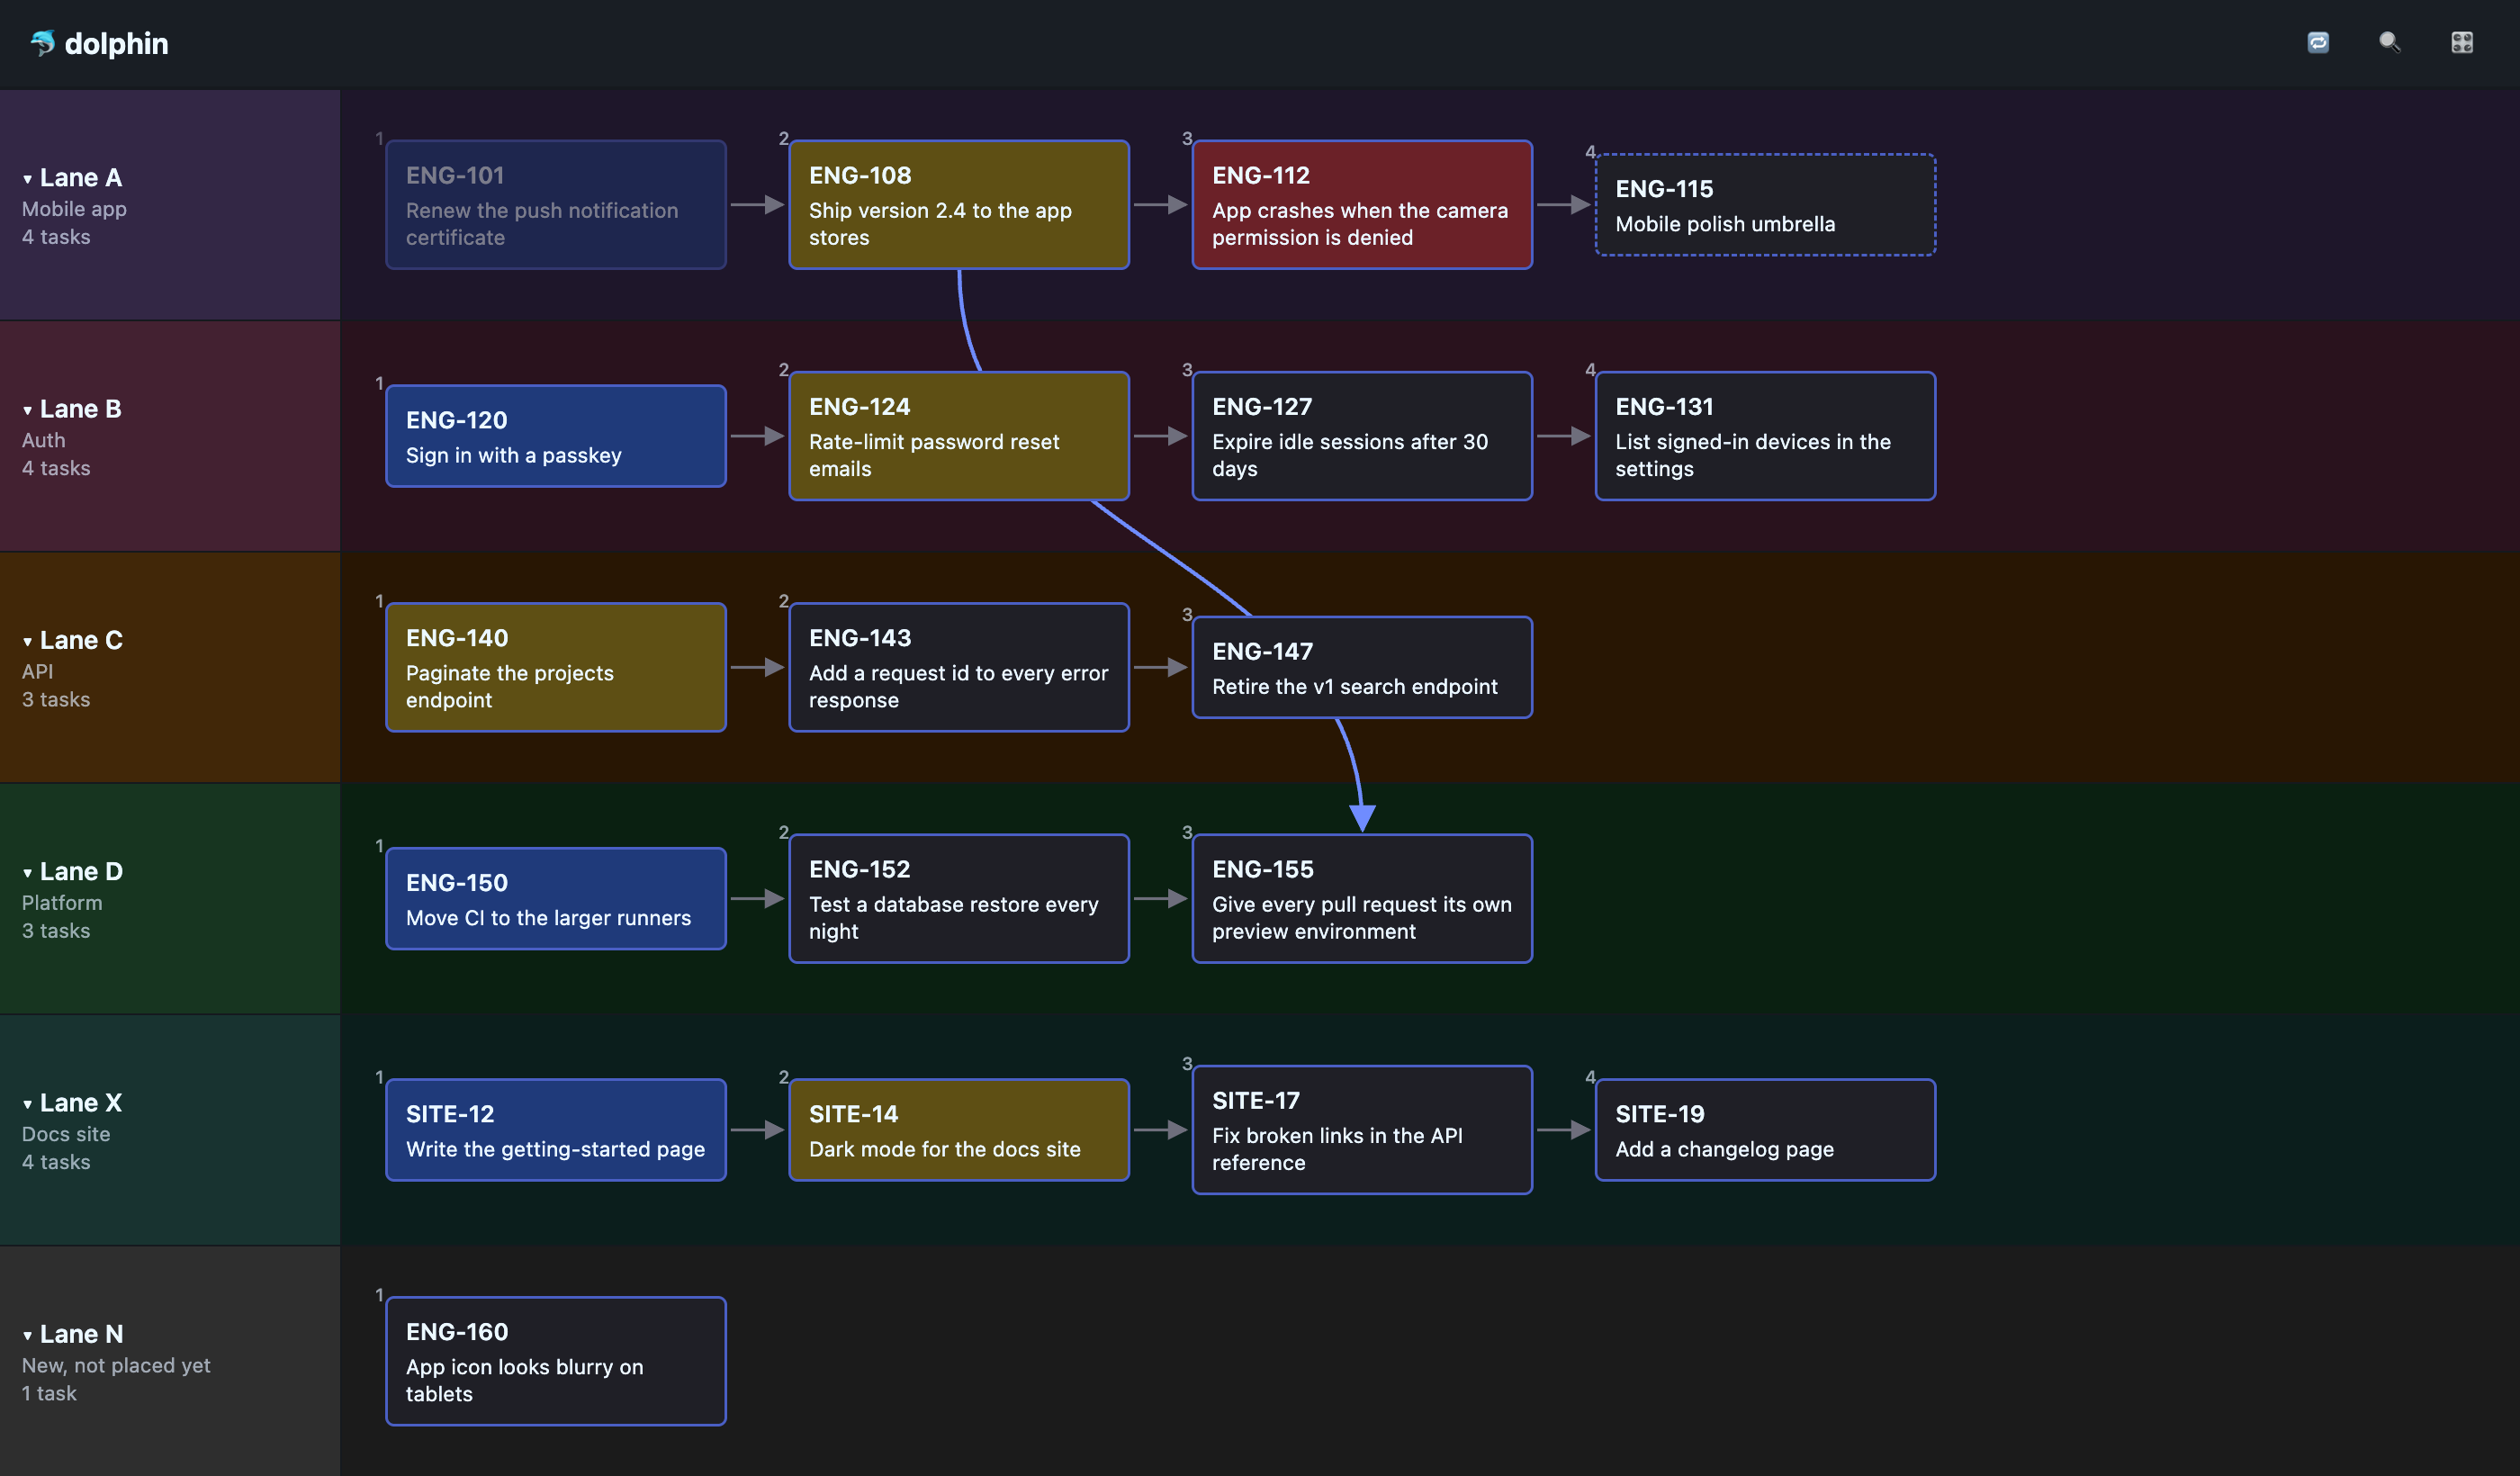 dolphin
Lane A
Mobile app
4 tasks
1
ENG-101
Renew the push notification
certificate
2
ENG-108
Ship version 2.4 to the app
stores
3
ENG-112
App crashes when the camera
permission is denied
4
ENG-115
Mobile polish umbrella
Lane B
Auth
4 tasks
1
ENG-120
Sign in with a passkey
2
ENG-124
Rate-limit password reset
emails
3
ENG-127
Expire idle sessions after 30
days
4
ENG-131
List signed-in devices in the
settings
Lane C
API
3 tasks
1
ENG-140
Paginate the projects
endpoint
2
ENG-143
Add a request id to every error
response
3
ENG-147
Retire the v1 search endpoint
Lane D
Platform
3 tasks
1
ENG-150
Move CI to the larger runners
2
ENG-152
Test a database restore every
night
3
ENG-155
Give every pull request its own
preview environment
Lane X
Docs site
4 tasks
1
SITE-12
Write the getting-started page
2
SITE-14
Dark mode for the docs site
3
SITE-17
Fix broken links in the API
reference
4
SITE-19
Add a changelog page
Lane N
New, not placed yet
1 task
1
ENG-160
App icon looks blurry on
tablets